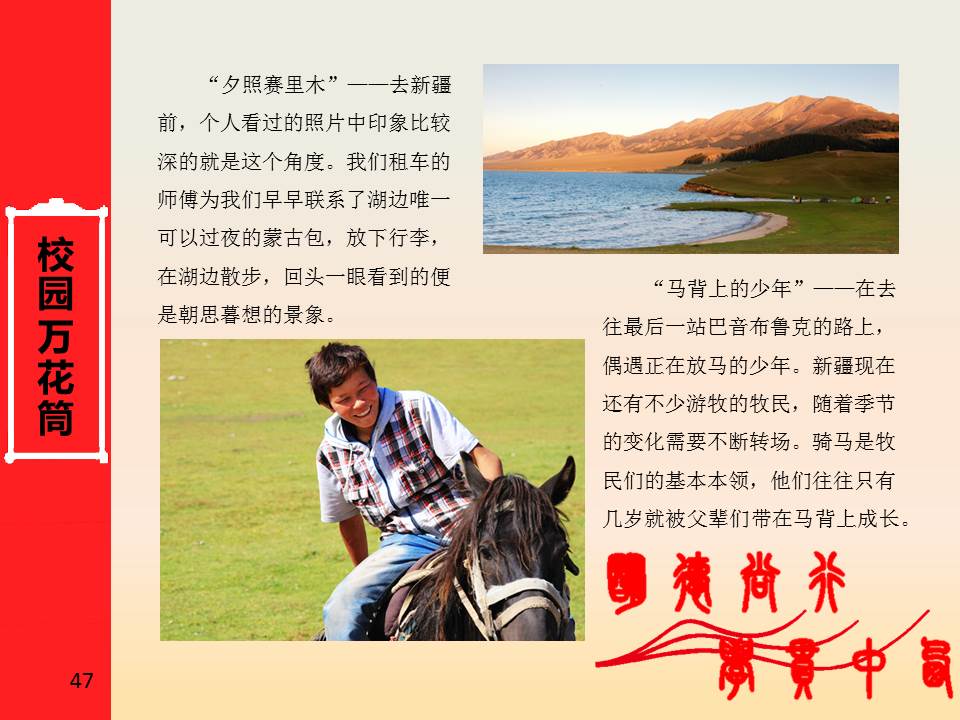 校园万花筒
“夕照赛里木”——去新疆
前，个人看过的照片中印象比较
深的就是这个角度。我们租车的
师傅为我们早早联系了湖边唯一
可以过夜的蒙古包，放下行李，
在湖边散步，回头一眼看到的便
是朝思暮想的景象。
“马背上的少年”——在去
往最后一站巴音布鲁克的路上，
偶遇正在放马的少年。新疆现在
还有不少游牧的牧民，随着季节
的变化需要不断转场。骑马是牧
民们的基本本领，他们往往只有
几岁就被父辈们带在马背上成长。
明德尚行
學貫中西
47